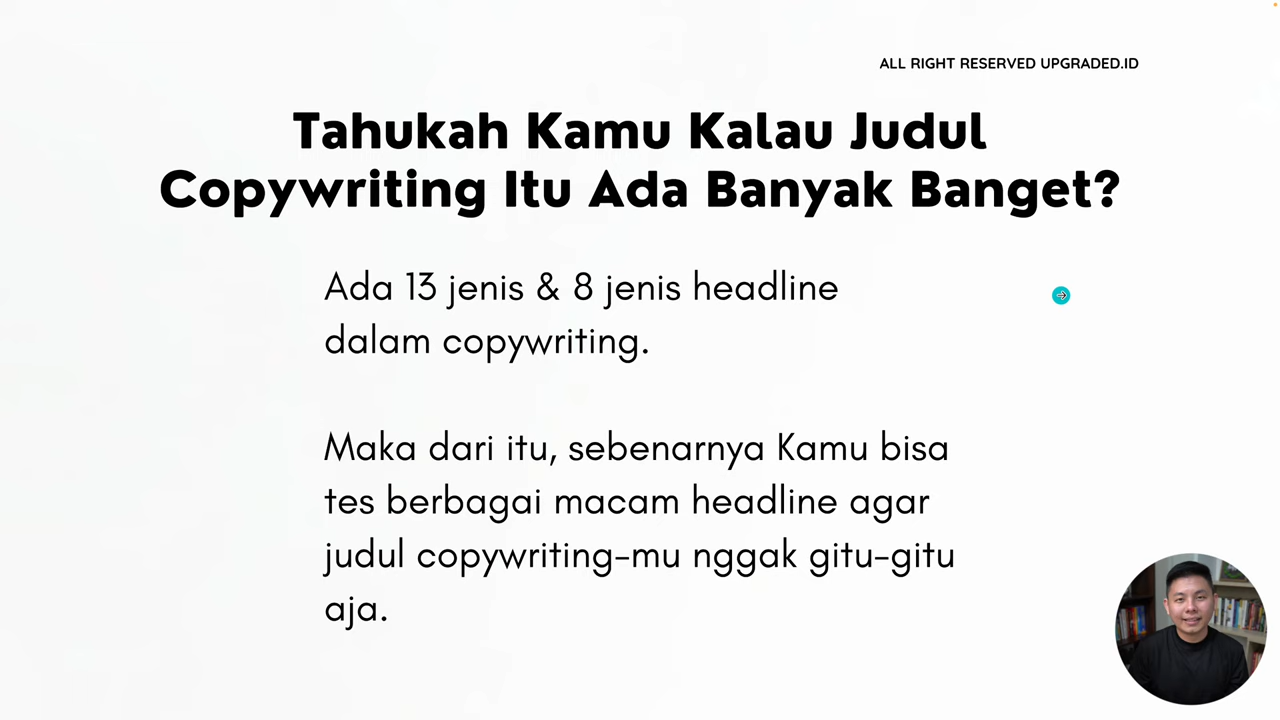 ALL RIGHT RESERVED UPGRADED.ID
Tahukah Kamu Kalau Judul
Copywriting Itu Ada Banyak Banget?
Ada 13 jenis & 8 jenis headline
dalam copywriting.
Maka dari itu, sebenarnya Kamu bisa
tes berbagai macam headline agar
judul copywriting-mu nggak gitu-gitu
aja.